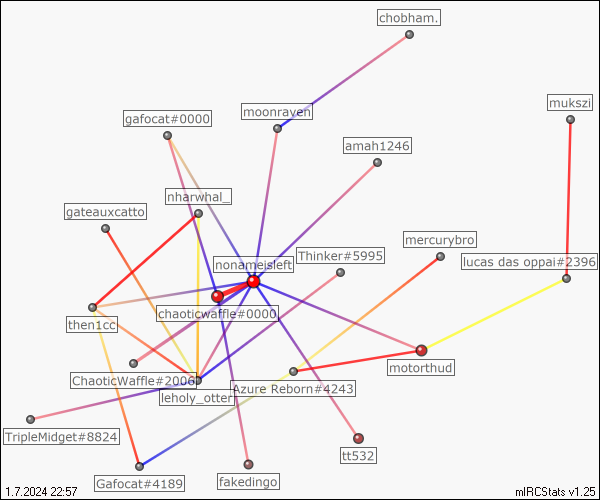 chobham.
mukszi
moonraven
gafocat#0000
amah1246
nharwhal_
gateauxcatto
mercurybro
Thinker#5995
lucas das oppai#2396
nonameisleft
chaoticwaffle#0000
then1cc
motorthud
ChaoticWaffle#2006
Azure Reborn#4243
leholy_otter
TripleMidget#8824
tt532
Gafocat#4189
fakedingo
1.7.2024 22:57
mIRCStats v1.25